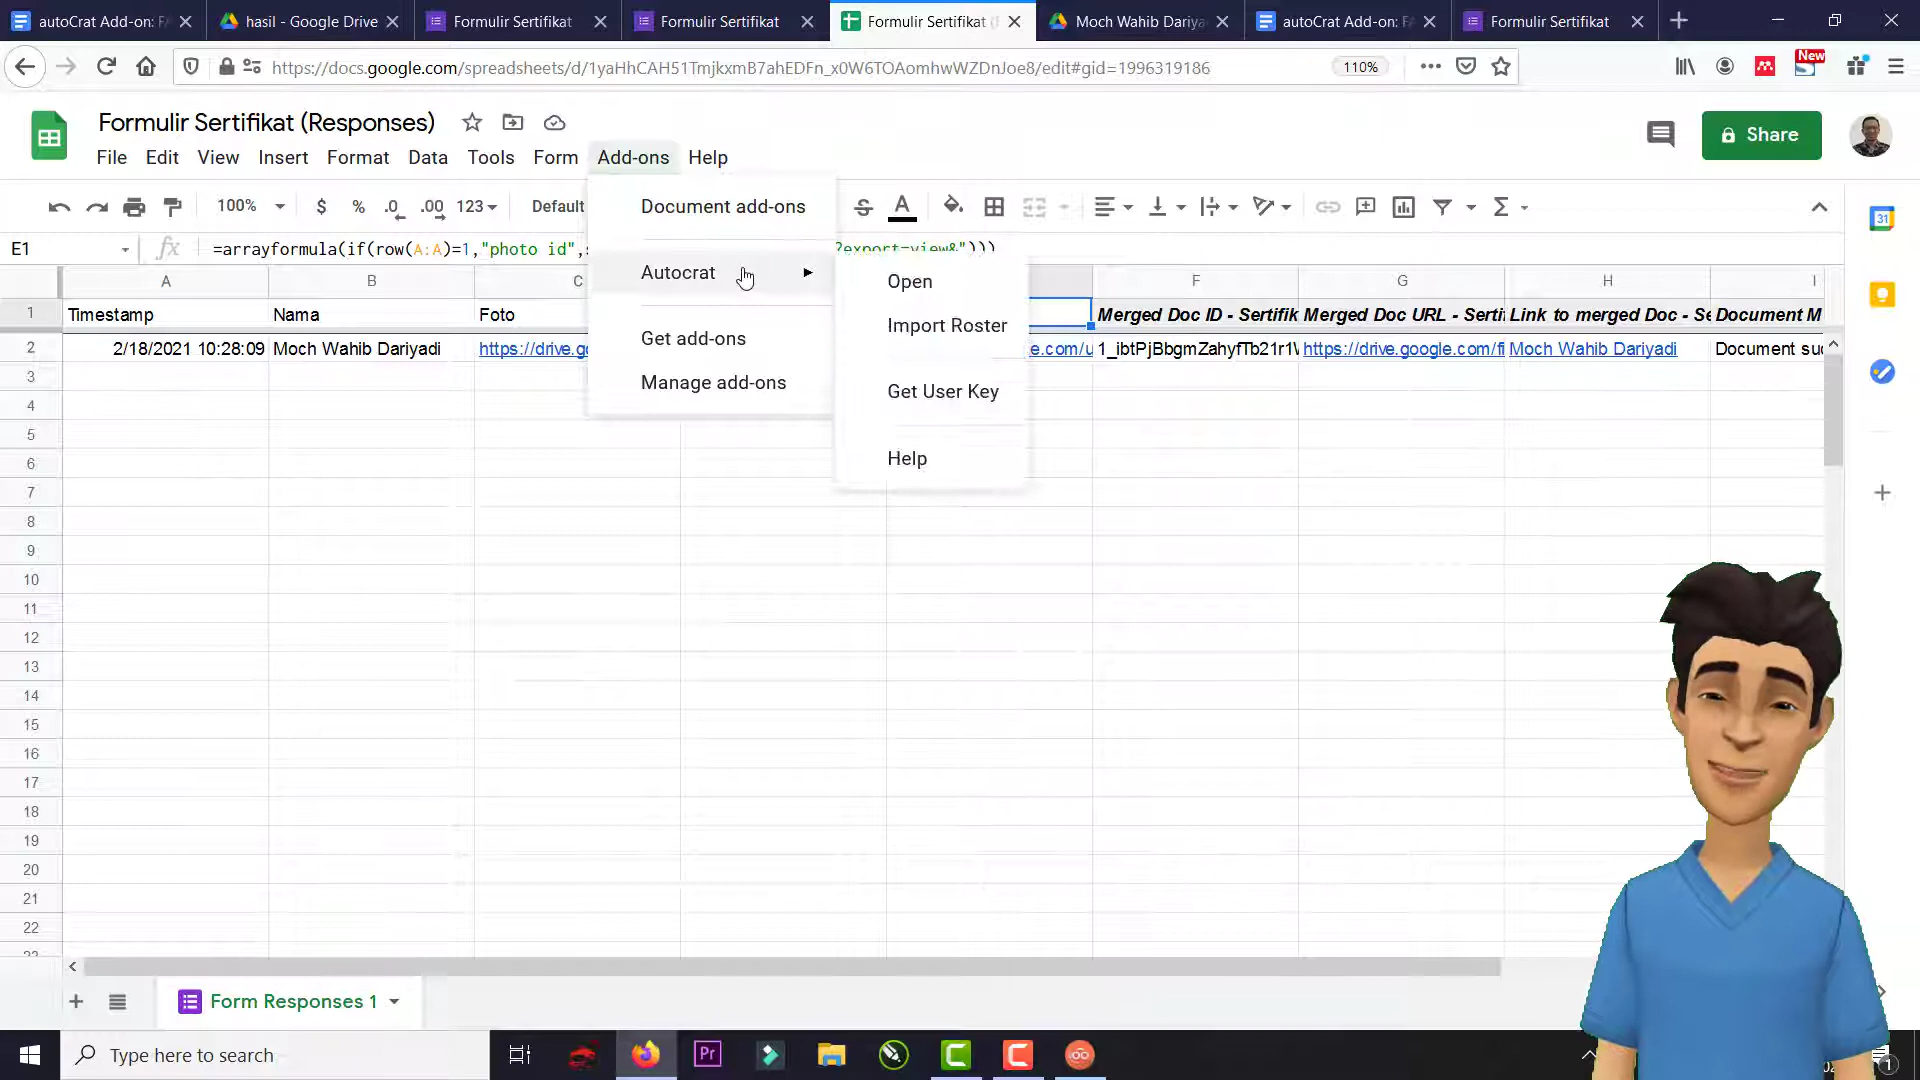 autoCrat Add-on: FA
hasil - Google Drive
Formulir Sertifikat
Formulir Sertifikat
Formulir Sertifikat (
Moch Wahib Dariya
autoCrat Add-on: FA
Formulir Sertifikat
https://docs.google.com/spreadsheets/d/1yaHhCAH51TmjkxmB7ahEDFn_x0W6TOAomhwWZDnJoe8/edit#gid=1996319186
110%
New
Formulir Sertifikat (Responses)
Share
File Edit View Insert Format Data Tools Form Add-ons Help
100% $ % .0 .00 123 Default
Document add-ons
Autocrat
Get add-ons
Manage add-ons
Open
Import Roster
Get User Key
Help
E1
=arrayformula(if(row(A:A)=1,"photo id",
?export=view&")))
A B C F G H I
1 Timestamp Nama Foto Merged Doc ID - Sertifik Merged Doc URL - Serti Link to merged Doc - Se Document M
2 2/18/2021 10:28:09 Moch Wahib Dariyadi https://drive.g e.com/u https://drive.google.com/fi Moch Wahib Dariyadi Document suc
3
4
5
6
7
8
9
10
11
12
13
14
15
16
17
18
19
20
21
22
31
Form Responses 1
Type here to search
Pr
1